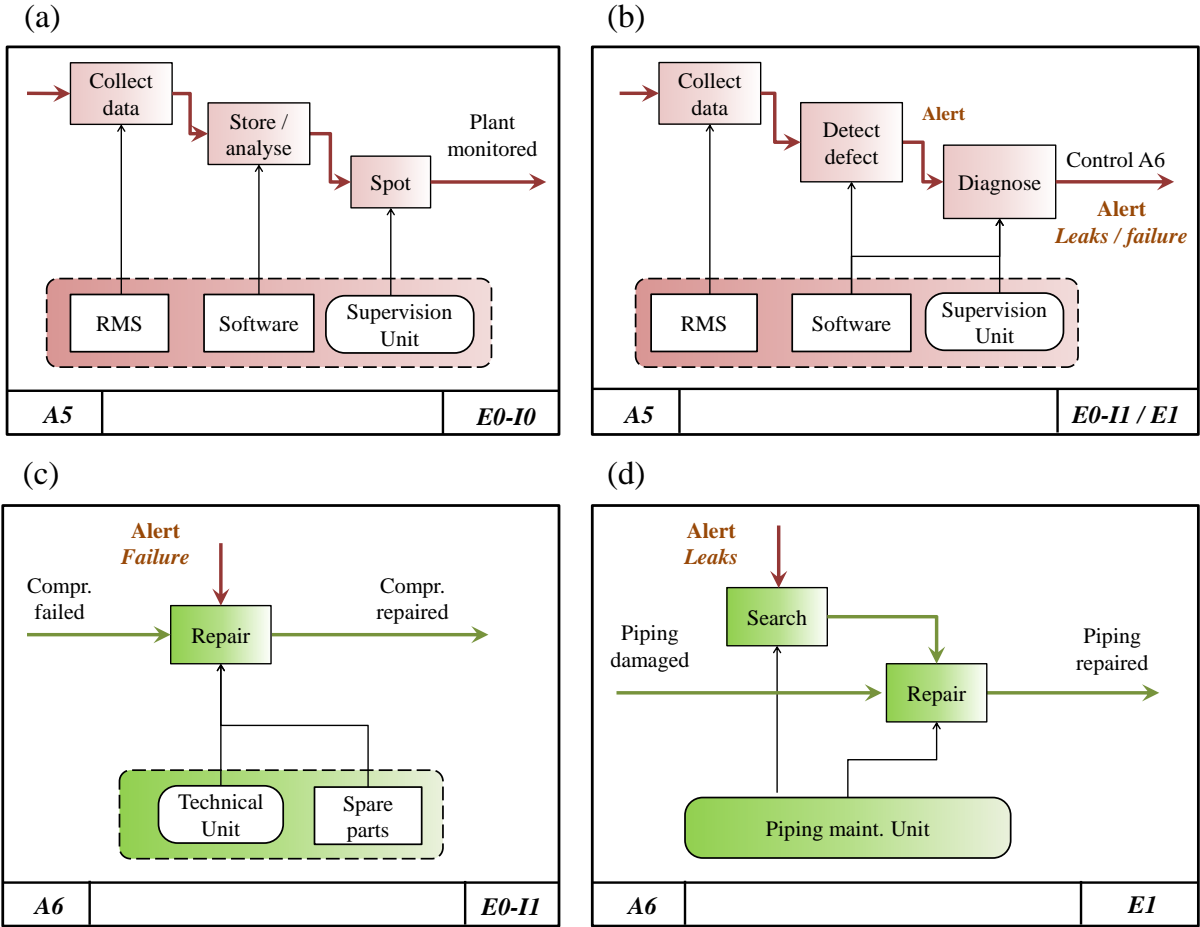 (a)
Collect
data
Store /
analyse
Spot
Plant
monitored
RMS
Software
Supervision
Unit
A5
E0-I0
(b)
Collect
data
Detect
defect
Alert
Diagnose
Control A6
Alert
Leaks / failure
RMS
Software
Supervision
Unit
A5
E0-I1 / E1
(c)
Alert
Failure
Compr.
failed
Repair
Compr.
repaired
Technical
Unit
Spare
parts
A6
E0-I1
(d)
Alert
Leaks
Search
Piping
damaged
Repair
Piping
repaired
Piping maint. Unit
A6
E1